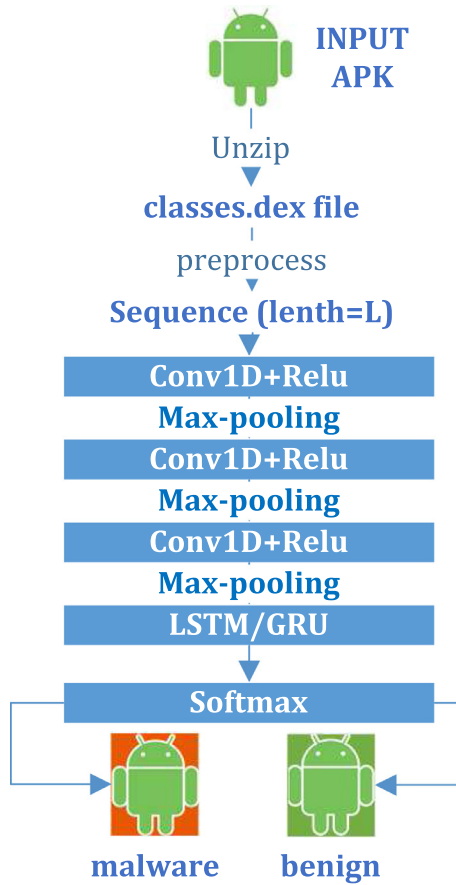 INPUT
APK
Unzip
classes.dex file
preprocess
Sequence (lenth=L)
Conv1D+Relu
Max-pooling
Conv1D+Relu
Max-pooling
Conv1D+Relu
Max-pooling
LSTM/GRU
Softmax
malware benign